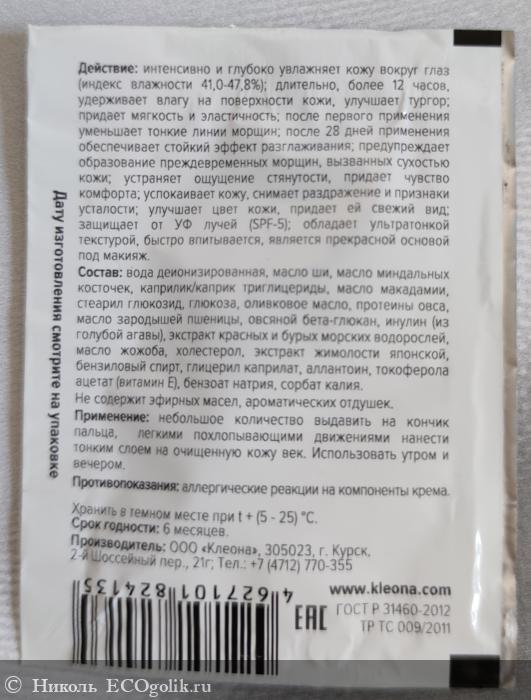 Действие: интенсивно и глубоко увлажняет кожу вокруг глаз
(индекс влажности 41,0-47,8%); длительно, более 12 часов,
удерживает влагу на поверхности кожи, улучшает тургор;
придает мягкость и эластичность; после первого применения
уменьшает тонкие линии морщин; после 28 дней применения
обеспечивает стойкий эффект разглаживания; предупреждает
образование преждевременных морщин, вызванных сухостью
кожи; устраняет ощущение стянутости, придает чувство
комфорта; успокаивает кожу, снимает раздражение и признаки
усталости; улучшает цвет кожи, придает ей свежий вид;
защищает от УФ лучей (SPF-5); обладает ультратонкой
текстурой, быстро впитывается, является прекрасной основой
под макияж.
Состав: вода деионизированная, масло ши, масло миндальных
косточек, каприлик/каприк триглицериды, масло макадамии,
стеарил глюкозид, глюкоза, оливковое масло, протеины овса,
масло зародышей пшеницы, овсяной бета-глюкан, инулин (из
голубой агавы), экстракт красных и бурых морских водорослей,
масло жожоба, холестерол, экстракт жимолости японской,
бензиловый спирт, глицерил каприлат, аллантоин, токоферола
ацетат (витамин Е), бензоат натрия, сорбат калия.
Не содержит эфирных масел, ароматических отдушек.
Применение: небольшое количество выдавить на кончик
пальца, легкими похлопывающими движениями нанести
тонким слоем на очищенную кожу век. Использовать утром и
вечером.
Противопоказания: аллергические реакции на компоненты крема.
Хранить в темном месте при t + (5 - 25) °С.
Срок годности: 6 месяцев.
Производитель: ООО «Клеона», 305023, г. Курск,
2-й Шоссейный пер., 21г; Тел.: +7 (4712) 770-355
www.kleona.com
ГОСТ Р 31460-2012
ТР ТС 009/2011
EAC
4 627101 824135
Дату изготовления смотрите на упаковке
Николь ECOgolik.ru